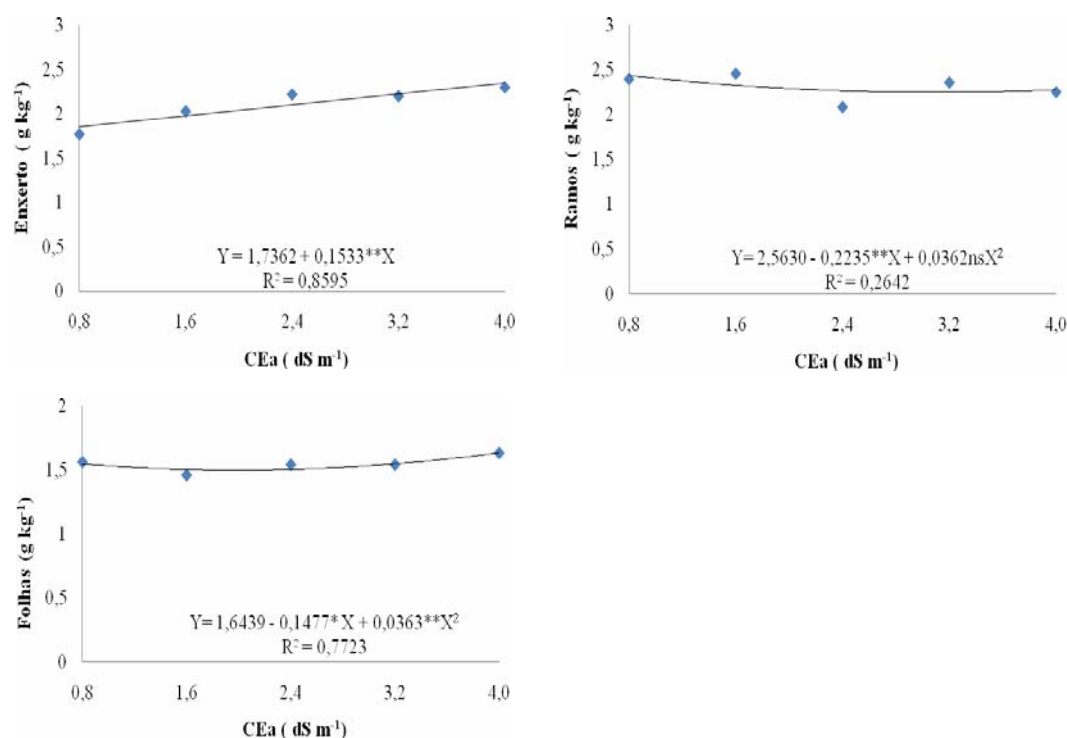 3
2,5
2
1,5
1
0,5
0
Enxerto ( g kg⁻¹)
Y = 1,7362 + 0,1533**X
R² = 0,8595
0,8 1,6 2,4 3,2 4,0
CEa ( dS m⁻¹)
3
2,5
2
1,5
1
0,5
0
Ramos ( g kg⁻¹)
Y= 2,5630 - 0,2235**X + 0,0362nsX²
R² = 0,2642
0,8 1,6 2,4 3,2 4,0
CEa ( dS m⁻¹)
2
1,5
1
0,5
0
Folhas (g kg⁻¹)
Y= 1,6439 - 0,1477* X + 0,0363**X²
R² = 0,7723
0,8 1,6 2,4 3,2 4,0
CEa ( dS m⁻¹)